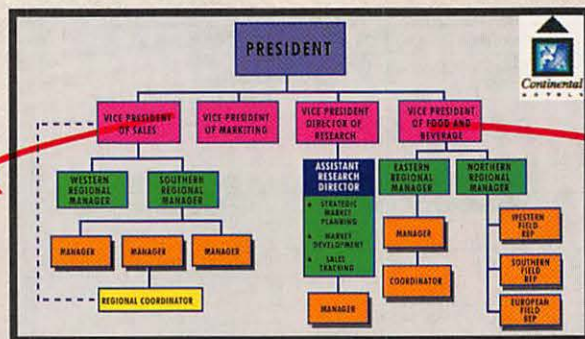 PRESIDENT
Continental
HOTELS
VICE PRESIDENT
OF SALES
VICE PRESIDENT
OF MARKITING
VICE PRESIDENT
DIRECTOR OF
RESEARCH
VICE PRESIDENT
OF FOOD AND
BEVERAGE
WESTERN
REGIONAL
MANAGER
SOUTHERN
REGIONAL
MANAGER
ASSISTANT
RESEARCH
DIRECTOR
STRATEGIC
MARKET
PLANNING
MARKET
DEVELOPMENT
SALES
TRACKING
EASTERN
REGIONAL
MANAGER
NORTHERN
REGIONAL
MANAGER
MANAGER
MANAGER
MANAGER
REGIONAL COORDINATOR
MANAGER
MANAGER
COORDINATOR
WESTERN
FIELD
REP
SOUTHERN
FIELD
REP
EUROPEAN
FIELD
REP